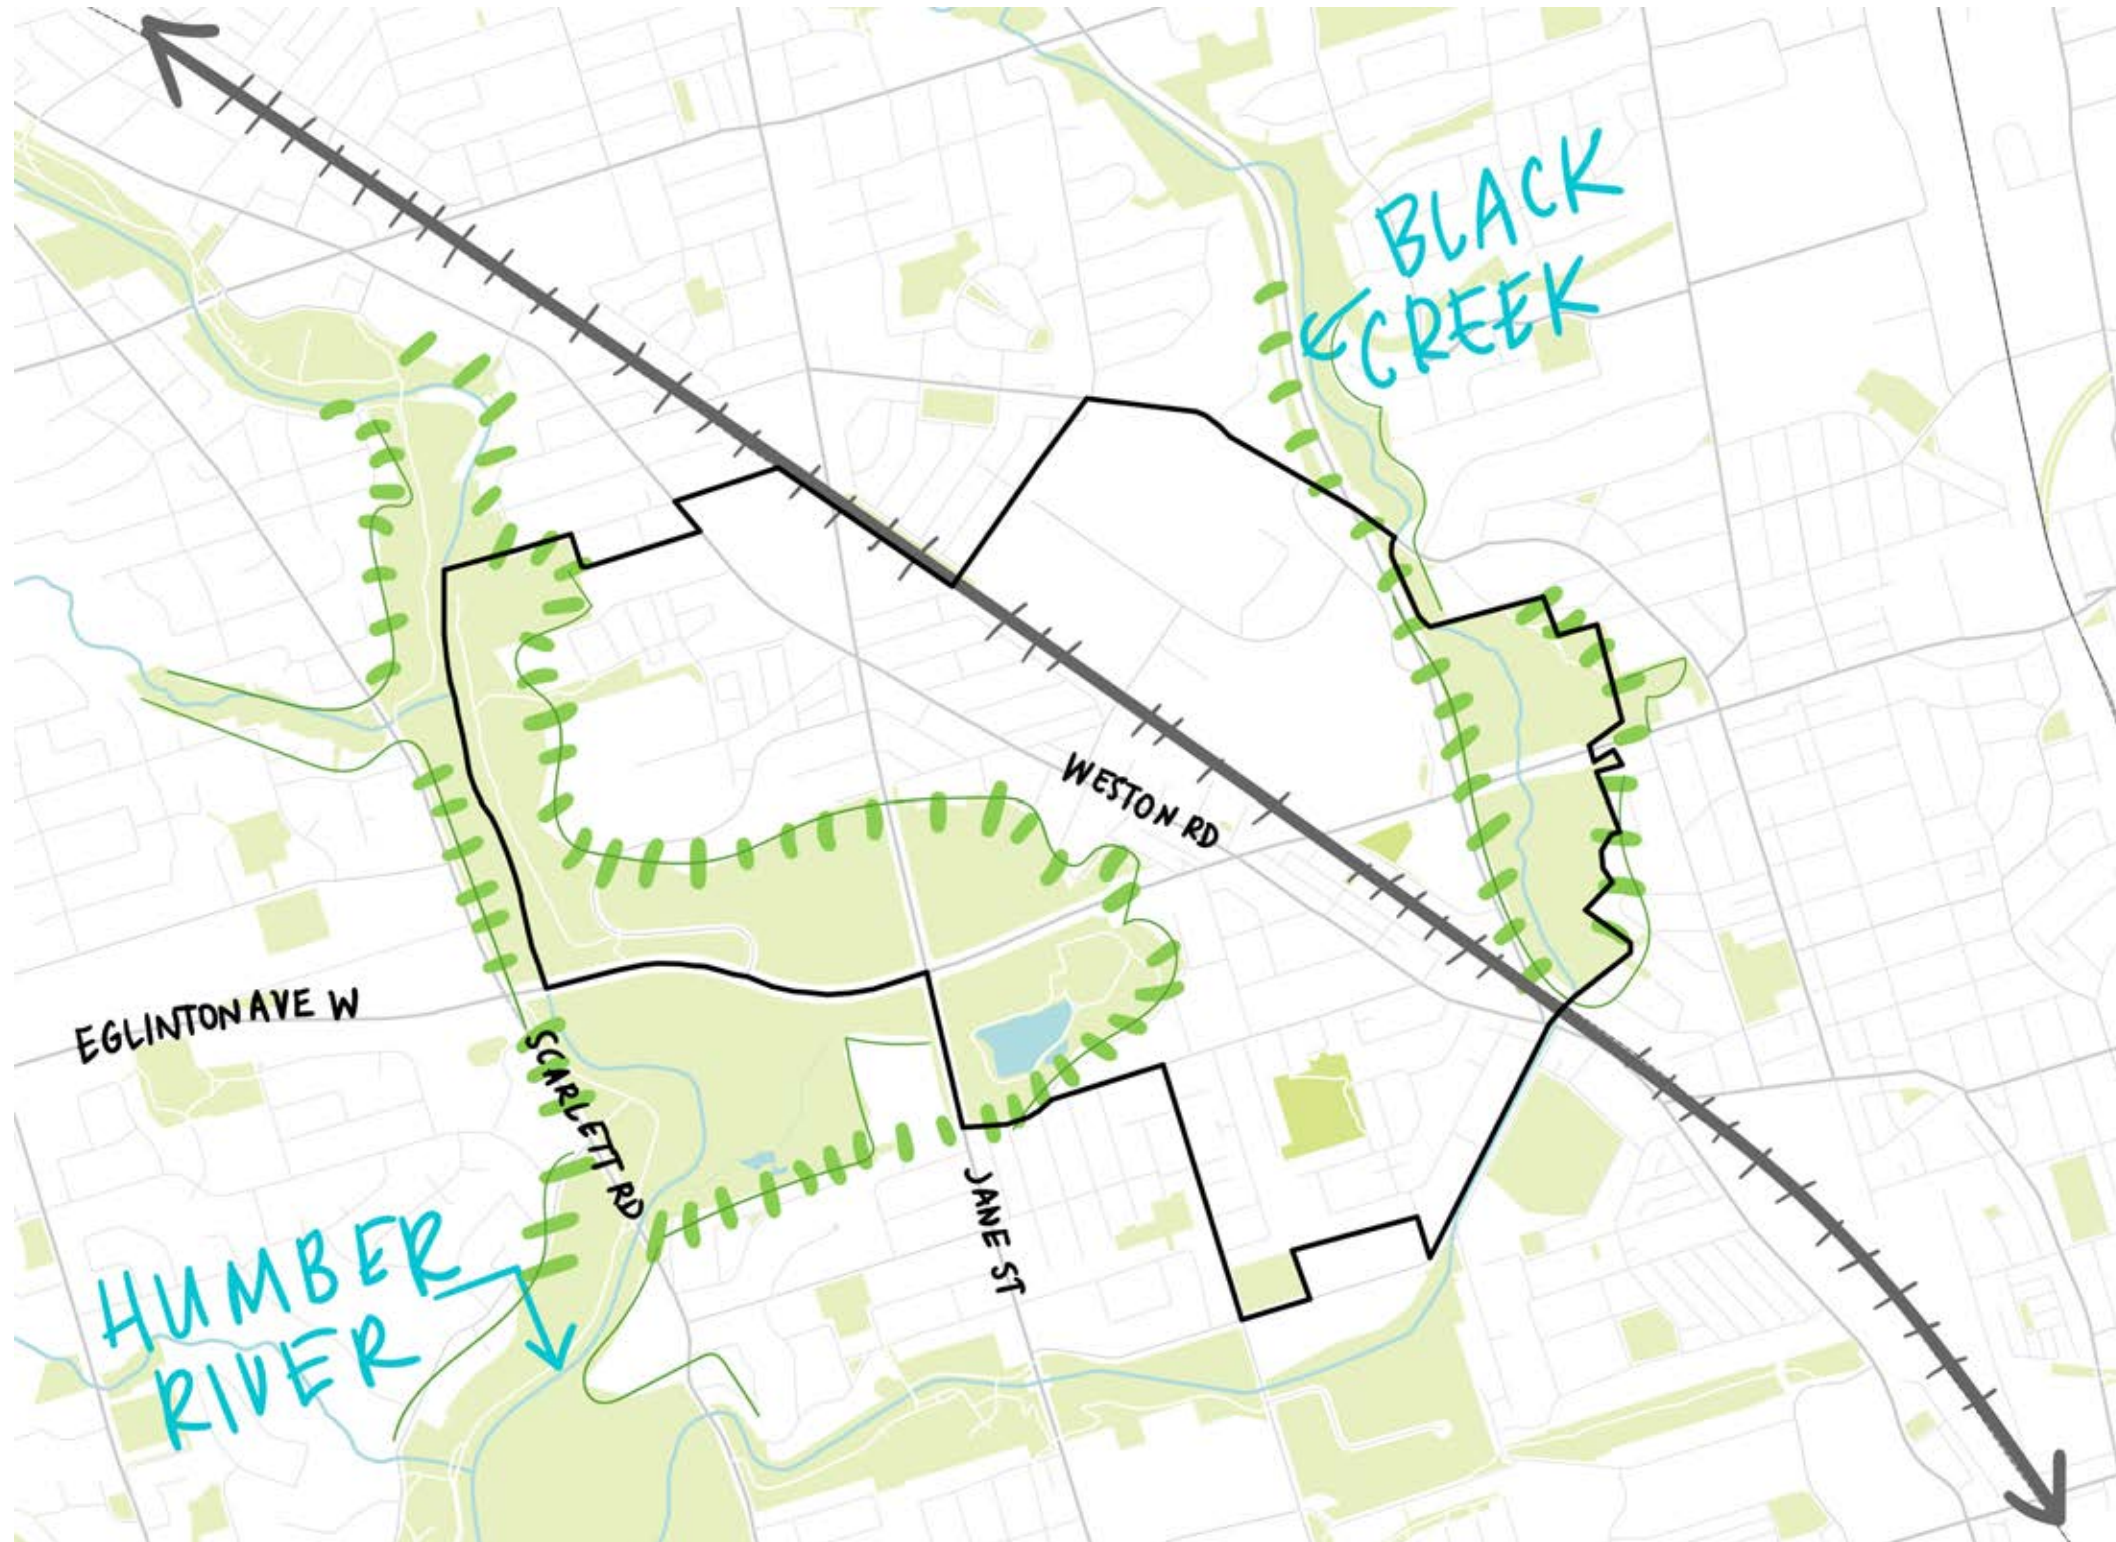 BLACK
CREEK
WESTON RD
EGLINTON AVE W
SCARLETT RD
JANE ST
HUMBER
RIVER